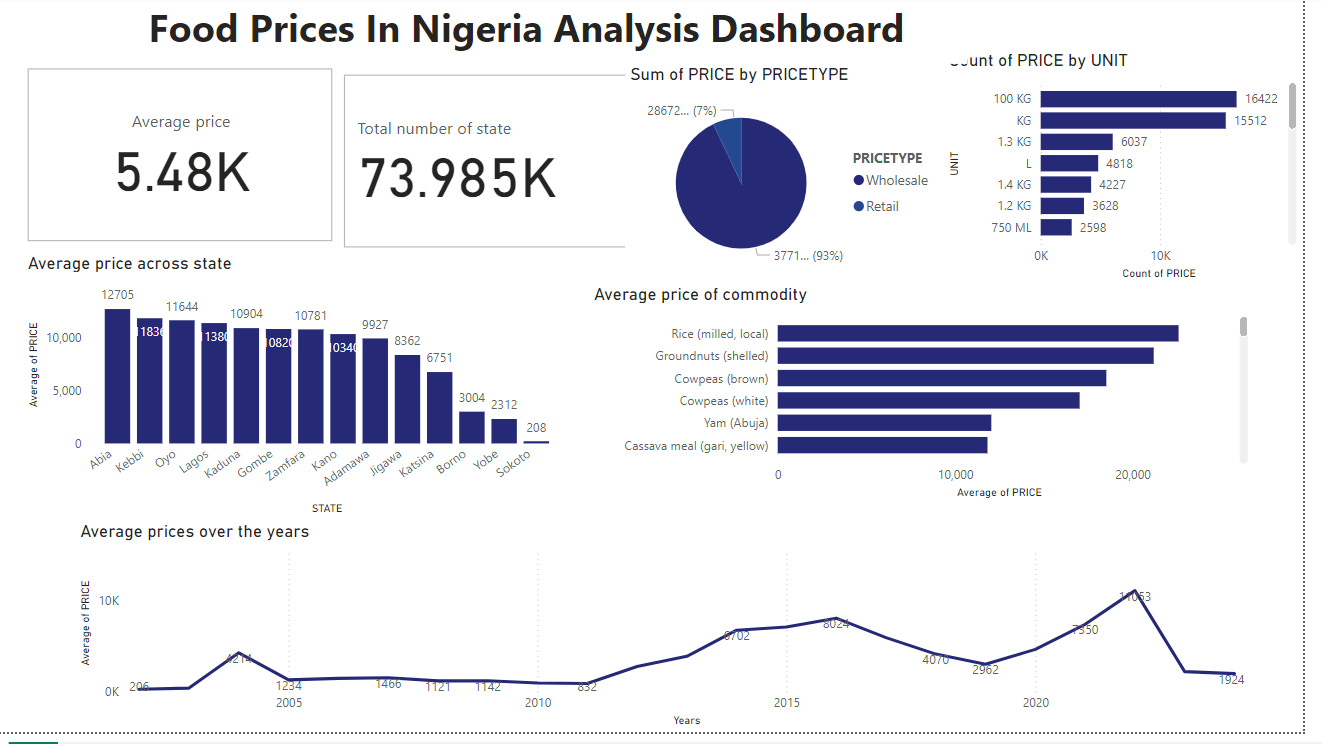 Food Prices In Nigeria Analysis Dashboard
Average price
5.48K
Total number of state
73.985K
Sum of PRICE by PRICETYPE
28672... (7%)
3771... (93%)
PRICETYPE
Wholesale
Retail
Count of PRICE by UNIT
UNIT
100 KG 16422
KG 15512
1.3 KG 6037
L 4818
1.4 KG 4227
1.2 KG 3628
750 ML 2598
0K 10K
Count of PRICE
Average price across state
Average of PRICE
10,000
5,000
0
12705 11836 11644 11380 10904 10820 10781 10340 9927 8362 6751 3004 2312 208
Abia Kebbi Oyo Lagos Kaduna Gombe Zamfara Kano Adamawa Jigawa Katsina Borno Yobe Sokoto
STATE
Average price of commodity
Rice (milled, local)
Groundnuts (shelled)
Cowpeas (brown)
Cowpeas (white)
Yam (Abuja)
Cassava meal (gari, yellow)
0 10,000 20,000
Average of PRICE
Average prices over the years
Average of PRICE
10K
0K
206 4214 1234 1466 1121 1142 832 6702 8024 4070 2962 7350 11053 1924
2005 2010 2015 2020
Years